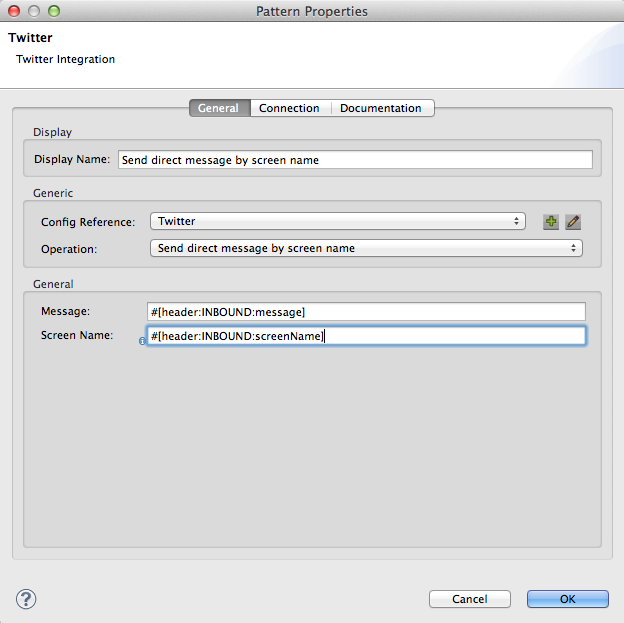 Pattern Properties
Twitter
Twitter Integration
General Connection Documentation
Display
Display Name: Send direct message by screen name
Generic
Config Reference: Twitter
Operation: Send direct message by screen name
General
Message: #[header:INBOUND:message]
Screen Name: #[header:INBOUND:screenName]
? Cancel OK